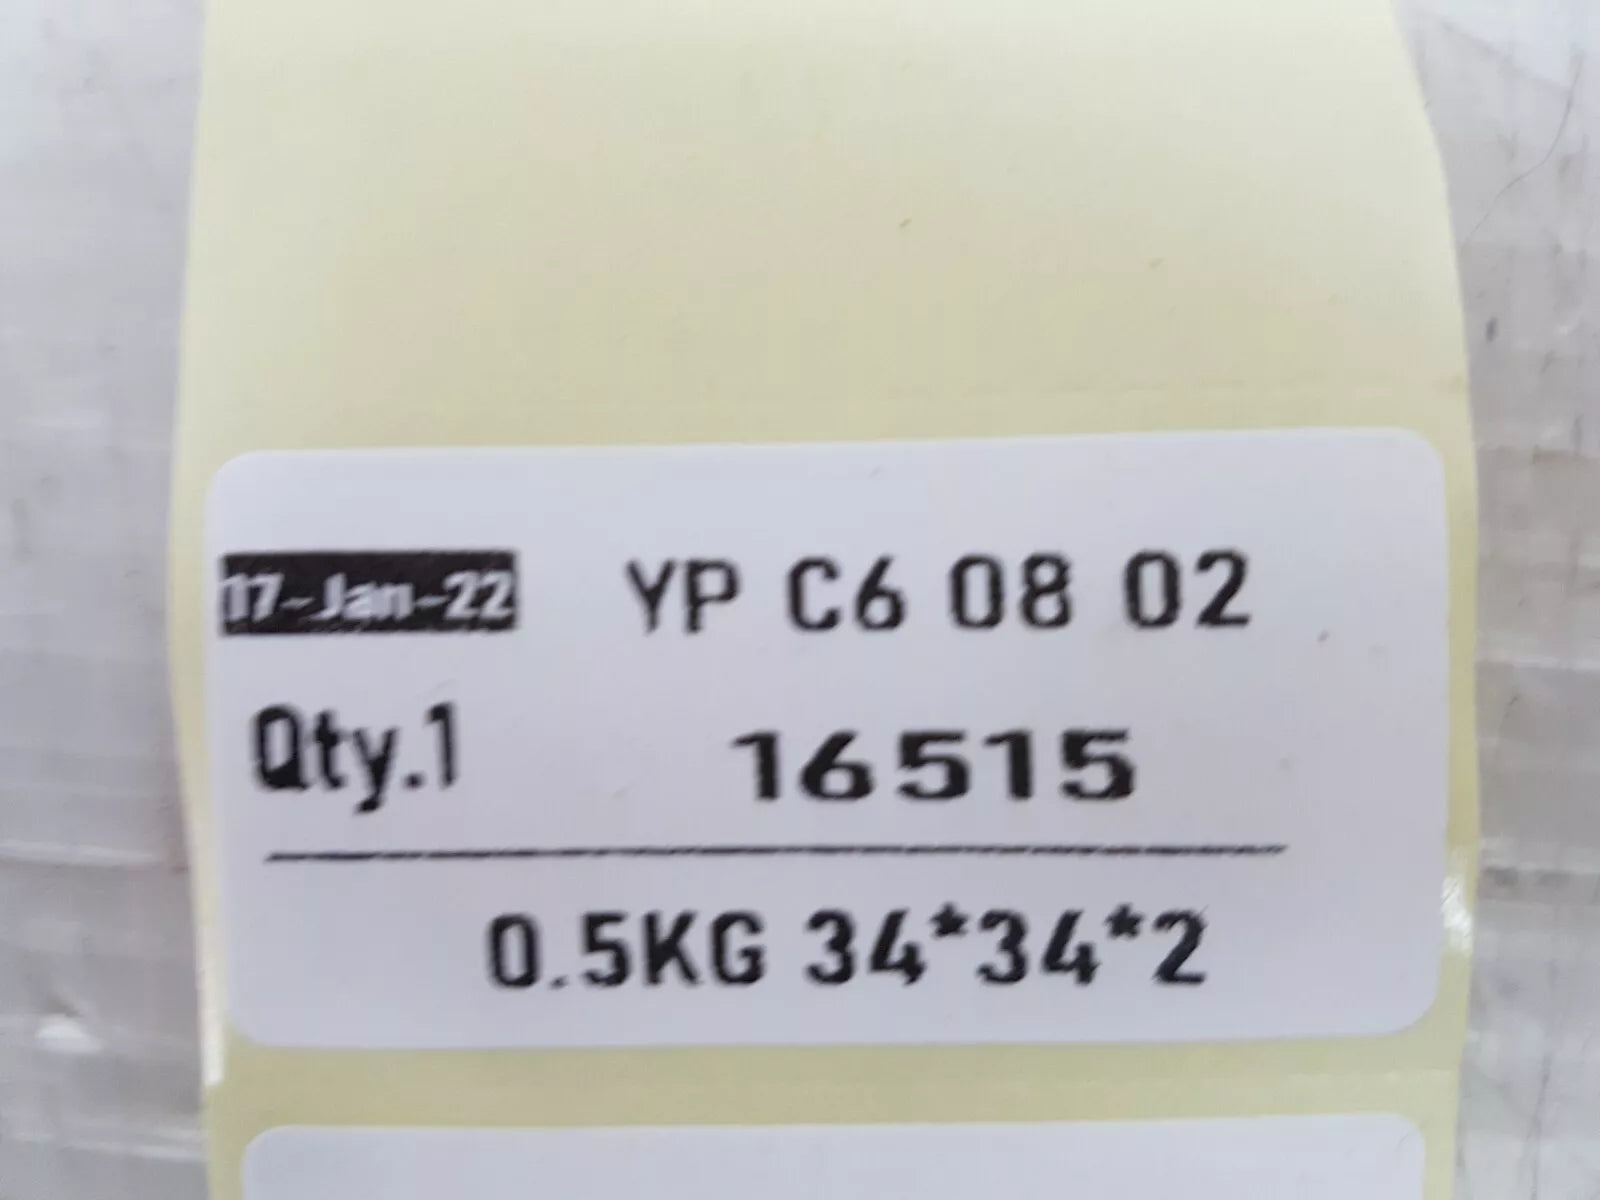 17-Jan-22 YP C6 08 02
Qty.1 16515
0.5KG 34*34*2